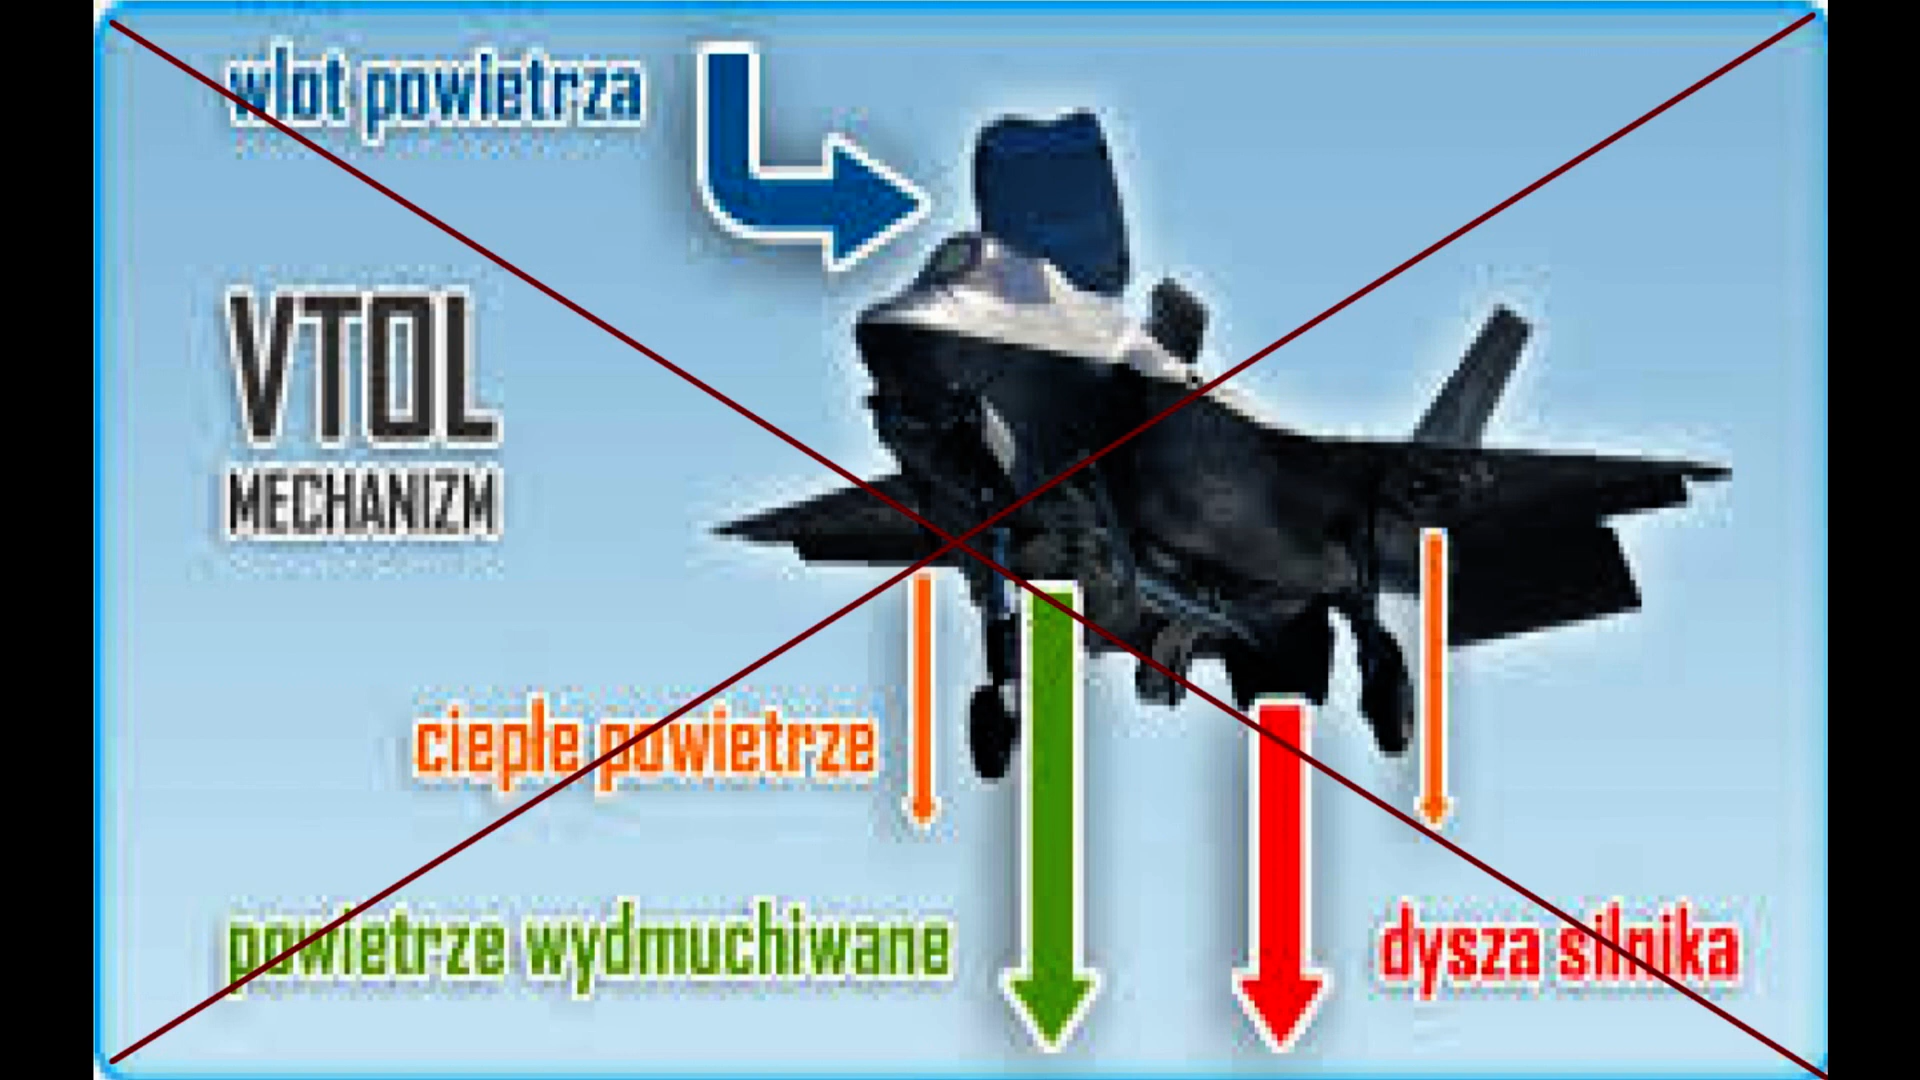 wlot powietrza
VTOL
MECHANIZM
ciepłe powietrze
powietrze wydmuchiwane
dysza silnika